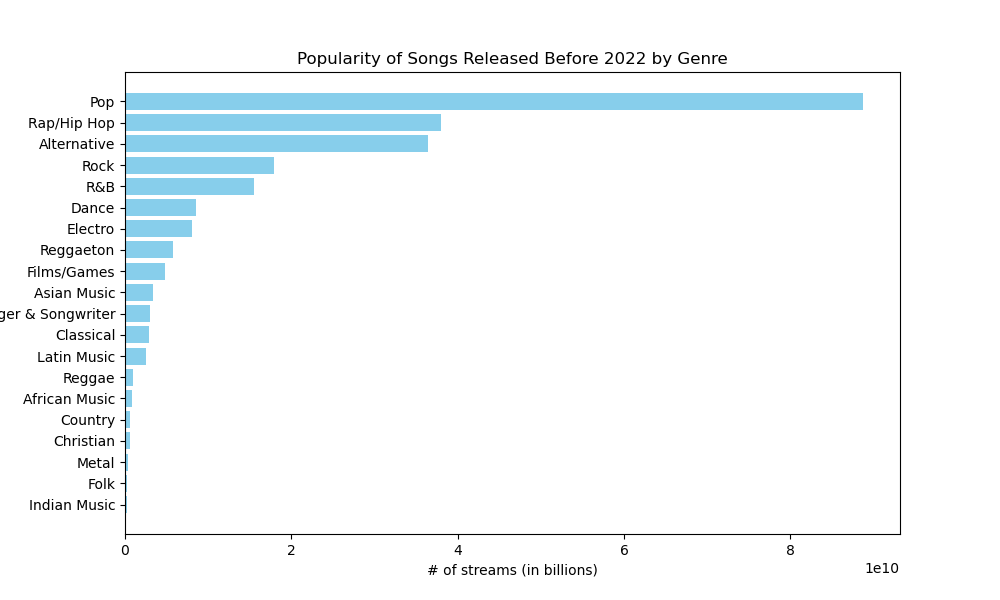 Popularity of Songs Released Before 2022 by Genre
Pop
Rap/Hip Hop
Alternative
Rock
R&B
Dance
Electro
Reggaeton
Films/Games
Asian Music
ger & Songwriter
Classical
Latin Music
Reggae
African Music
Country
Christian
Metal
Folk
Indian Music
0 2 4 6 8
1e10
# of streams (in billions)